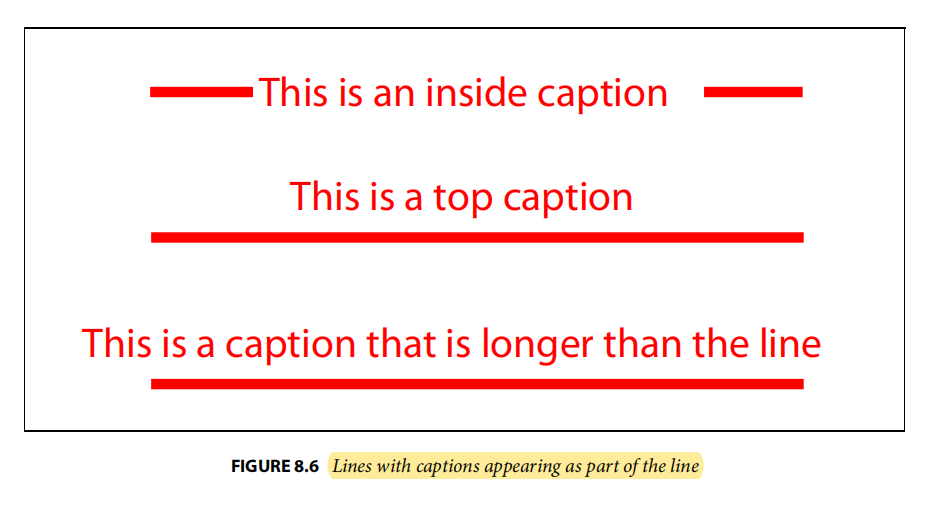 This is an inside caption
This is a top caption
This is a caption that is longer than the line
FIGURE 8.6 Lines with captions appearing as part of the line